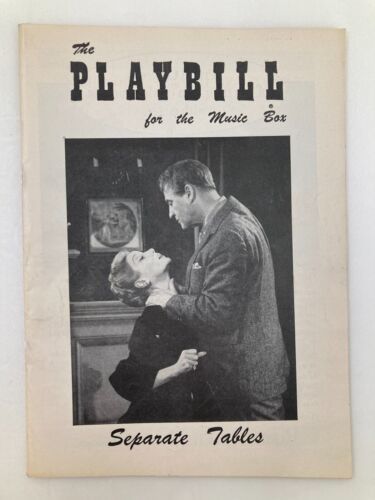 The
PLAYBILL
®
for the Music Box
Separate Tables